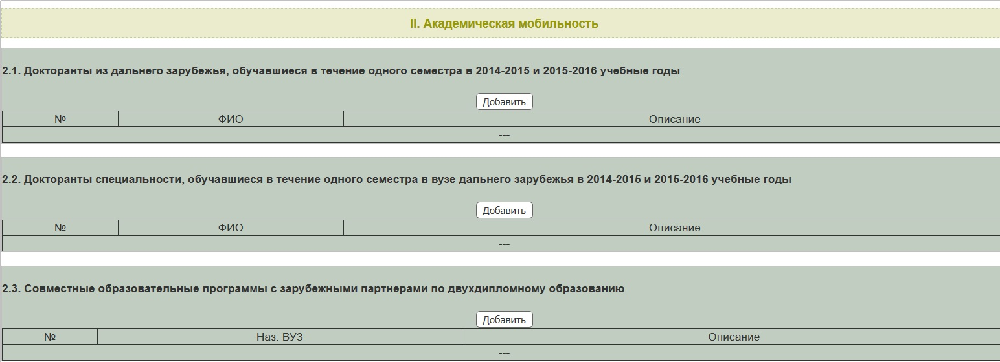 II. Академическая мобильность
2.1. Докторанты из дальнего зарубежья, обучавшиеся в течение одного семестра в 2014-2015 и 2015-2016 учебные годы
Добавить
№ ФИО Описание
---
2.2. Докторанты специальности, обучавшиеся в течение одного семестра в вузе дальнего зарубежья в 2014-2015 и 2015-2016 учебные годы
Добавить
№ ФИО Описание
---
2.3. Совместные образовательные программы с зарубежными партнерами по двухдипломному образованию
Добавить
№ Наз. ВУЗ Описание
---